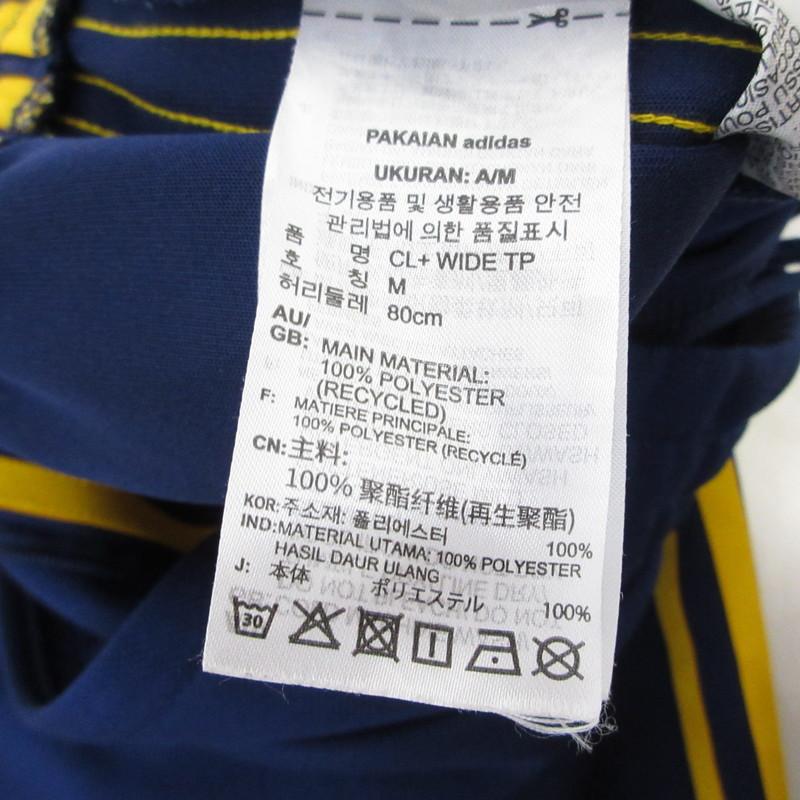 PAKAIAN adidas
UKURAN: A/M
전기용품 및 생활용품 안전
관리법에 의한 품질표시
품 명 CL+ WIDE TP
호 칭 M
허리둘레 80cm
AU/
GB: MAIN MATERIAL:
100% POLYESTER
(RECYCLED)
F: MATIERE PRINCIPALE:
100% POLYESTER (RECYCLÉ)
CN:主料:
100% 聚酯纤维(再生聚酯)
KOR:주소재: 폴리에스터 100%
IND:MATERIAL UTAMA: 100% POLYESTER
HASIL DAUR ULANG
J: 本体 ポリエステル 100%
30